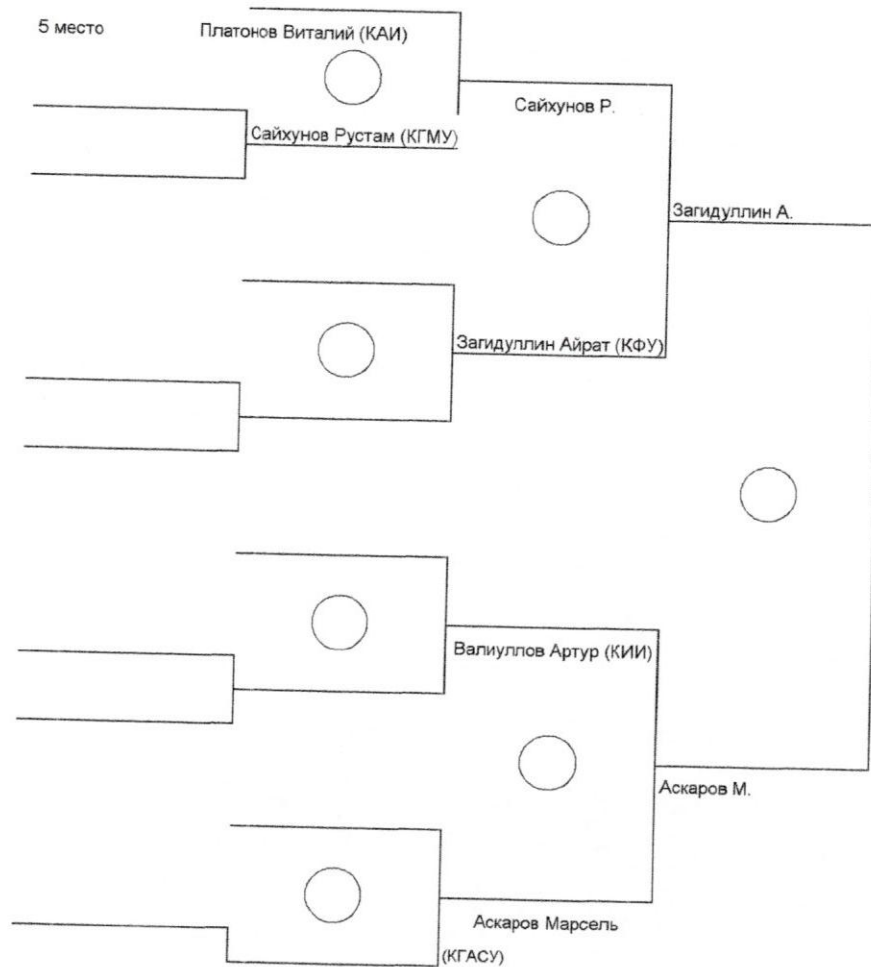 5 место
Платонов Виталий (КАИ)
Сайхунов Р.
Сайхунов Рустам (КГМУ)
Загидуллин А.
Загидуллин Айрат (КФУ)
Валиуллов Артур (КИИ)
Аскаров М.
Аскаров Марсель
(КГАСУ)